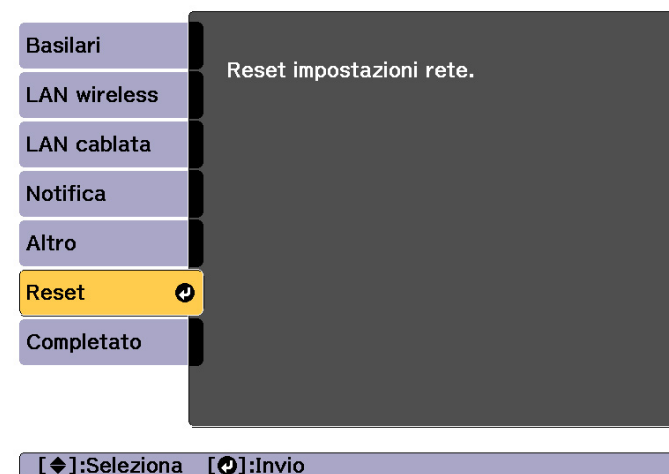 Basilari
Reset impostazioni rete.
LAN wireless
LAN cablata
Notifica
Altro
Reset
Completato
[◆]:Seleziona [⏎]:Invio